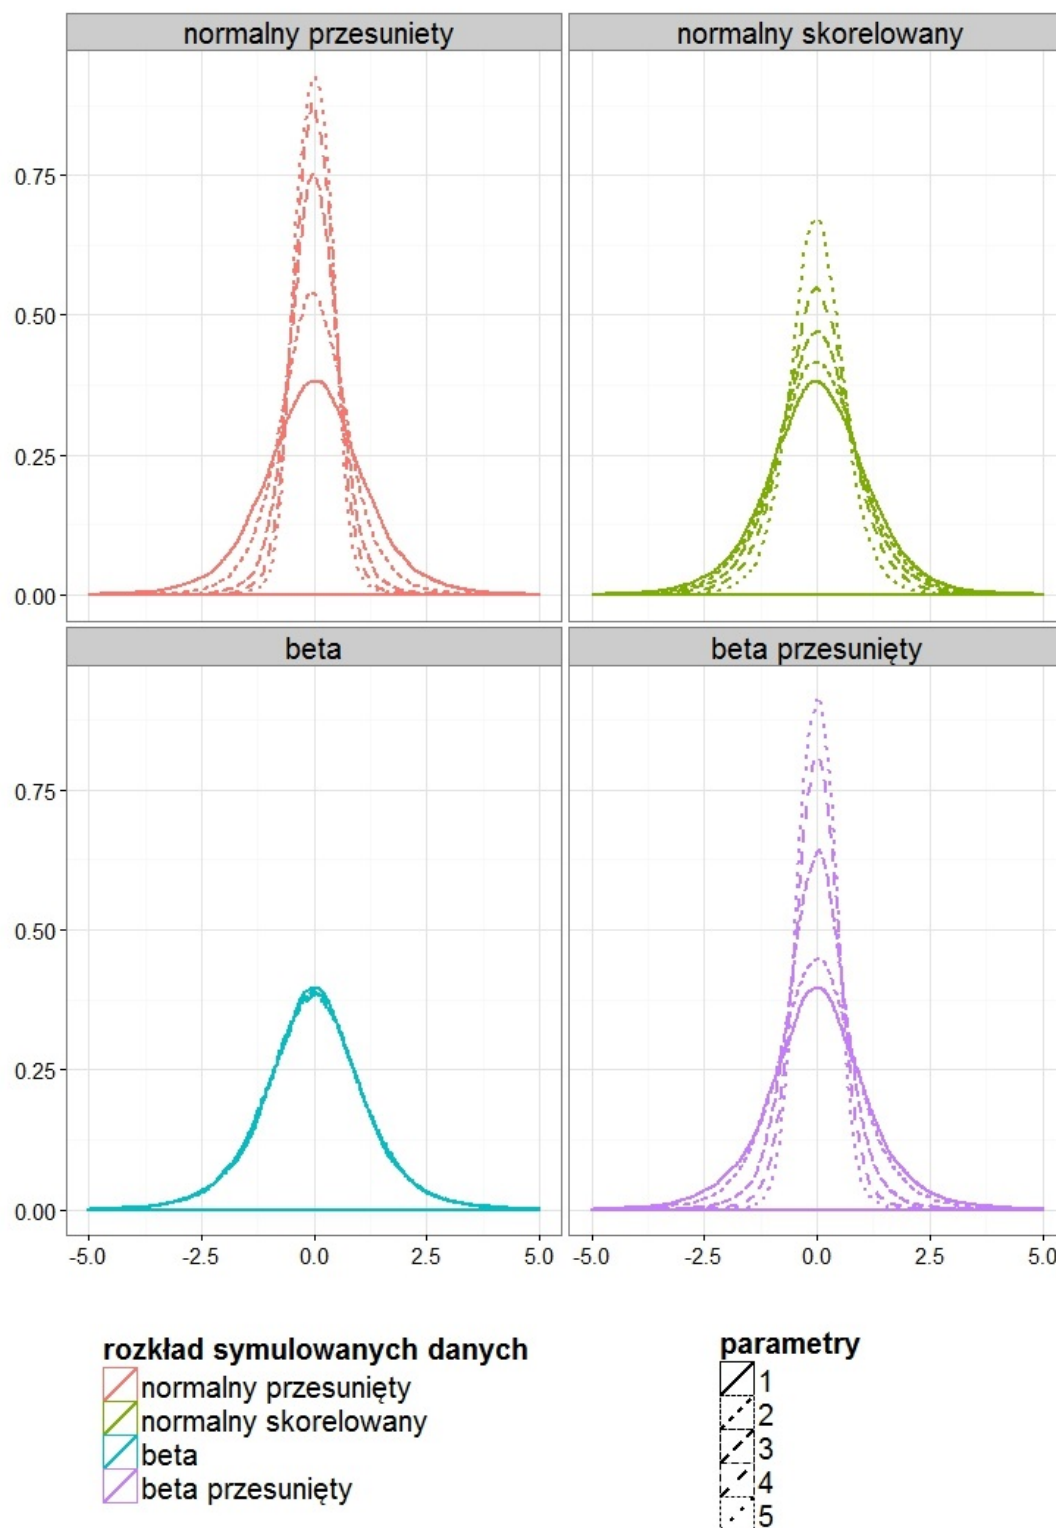 normalny przesuniety
normalny skorelowany
0.75
0.50
0.25
0.00
beta
beta przesunięty
0.75
0.50
0.25
0.00
-5.0 -2.5 0.0 2.5 5.0
-5.0 -2.5 0.0 2.5 5.0
rozkład symulowanych danych
normalny przesunięty
normalny skorelowany
beta
beta przesunięty
parametry
1
2
3
4
5